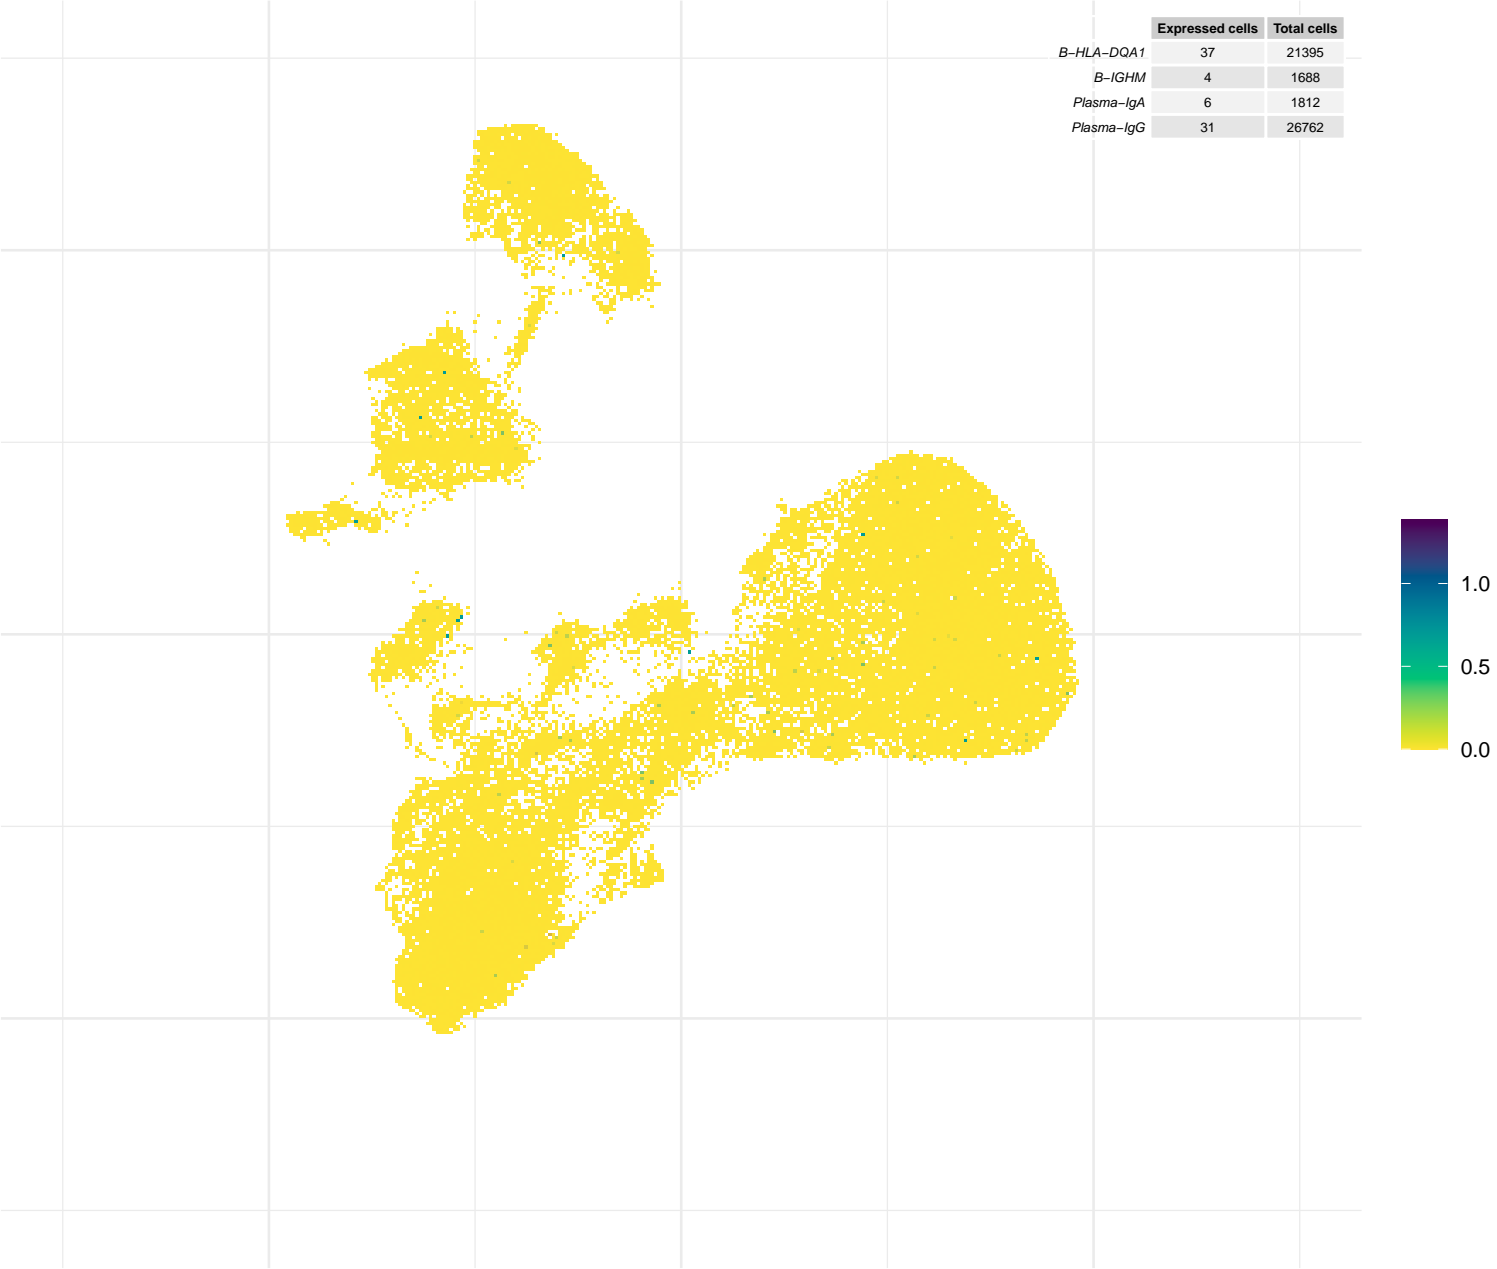 Expressed cells Total cells
B−HLA−DQA1 37 21395
B−IGHM 4 1688
Plasma−IgA 6 1812
Plasma−IgG 31 26762
1.0
0.5
0.0